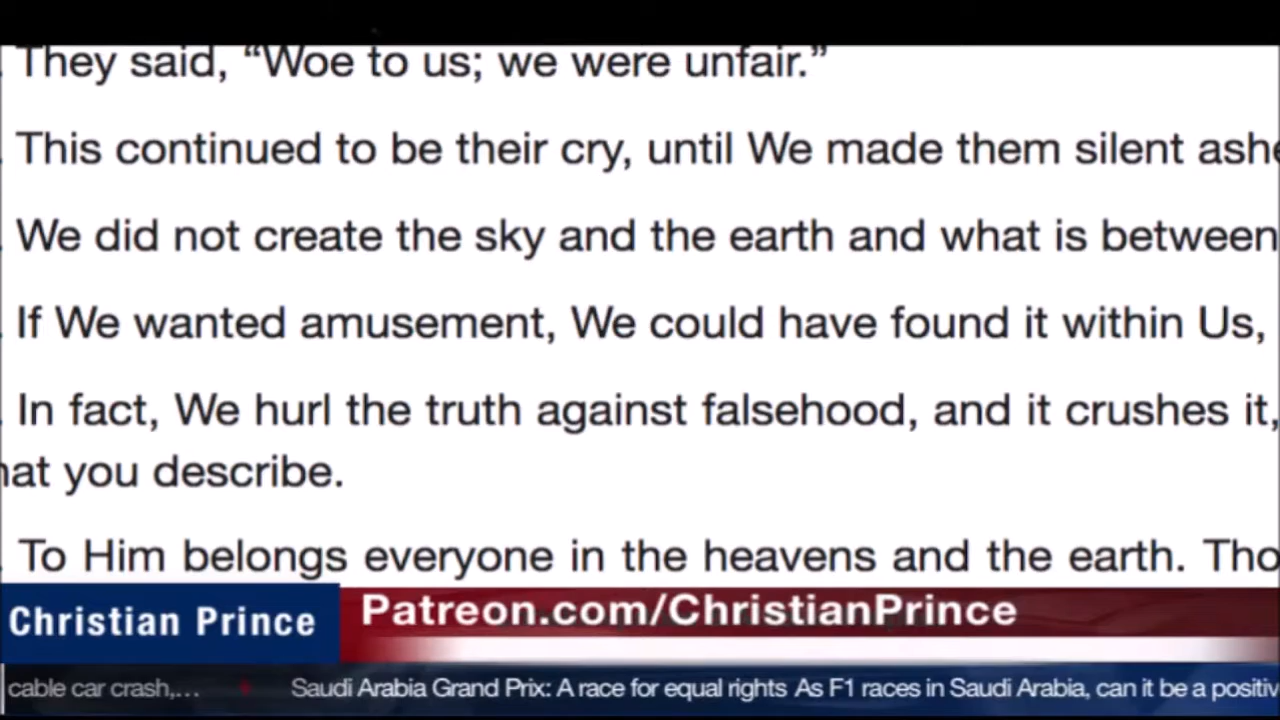 They said, “Woe to us; we were unfair.”
This continued to be their cry, until We made them silent ashe
We did not create the sky and the earth and what is between
If We wanted amusement, We could have found it within Us,
In fact, We hurl the truth against falsehood, and it crushes it,
hat you describe.
To Him belongs everyone in the heavens and the earth. Tho
Christian Prince
Patreon.com/ChristianPrince
cable car crash,... Saudi Arabia Grand Prix: A race for equal rights As F1 races in Saudi Arabia, can it be a positiv